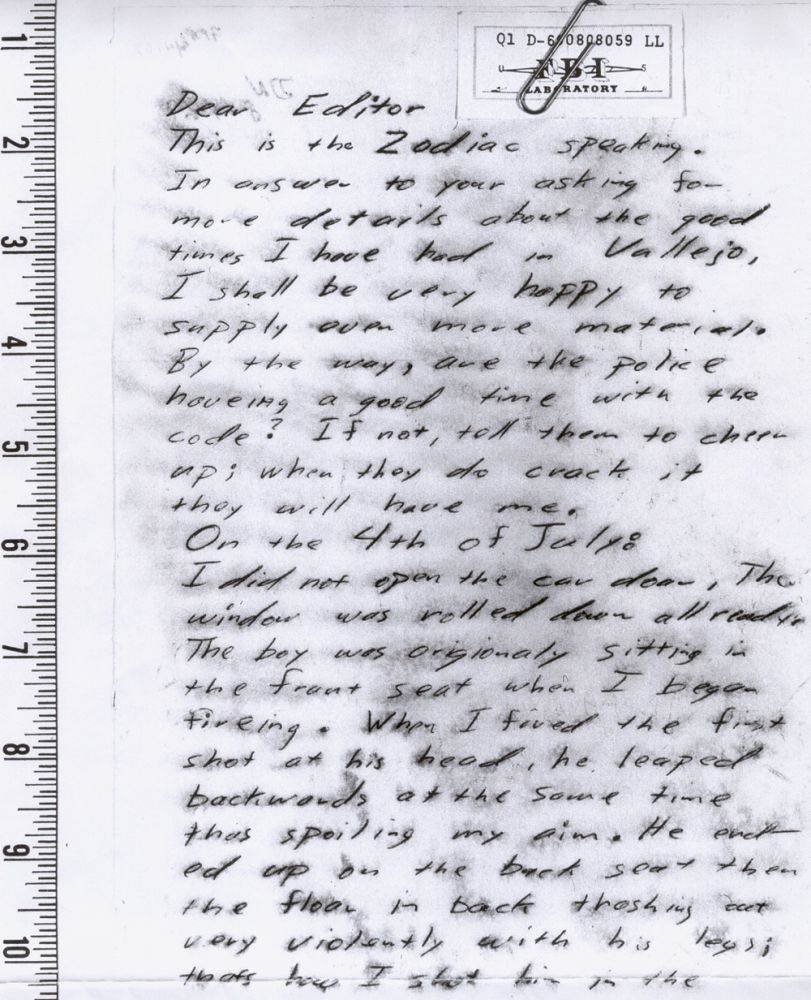 Q1 D-600808059 LL
FBI
LABORATORY
Dear Editor
This is the Zodiac speaking.
In answer to your asking for
more details about the good
times I have had in Vallejo,
I shall be very happy to
supply even more material.
By the way, are the police
haveing a good time with the
code? If not, tell them to cheer
up; when they do crack it
they will have me.
On the 4th of July:
I did not open the car door, The
window was rolled down all ready.
The boy was origionaly sitting in
the front seat when I began
fireing. When I fired the first
shot at his head, he leaped
backwards at the same time
thus spoiling my aim. He end-
ed up on the back seat then
the floor in back thashing out
very violently with his legs;
thats how I shot him in the
1
2
3
4
5
6
7
8
9
10